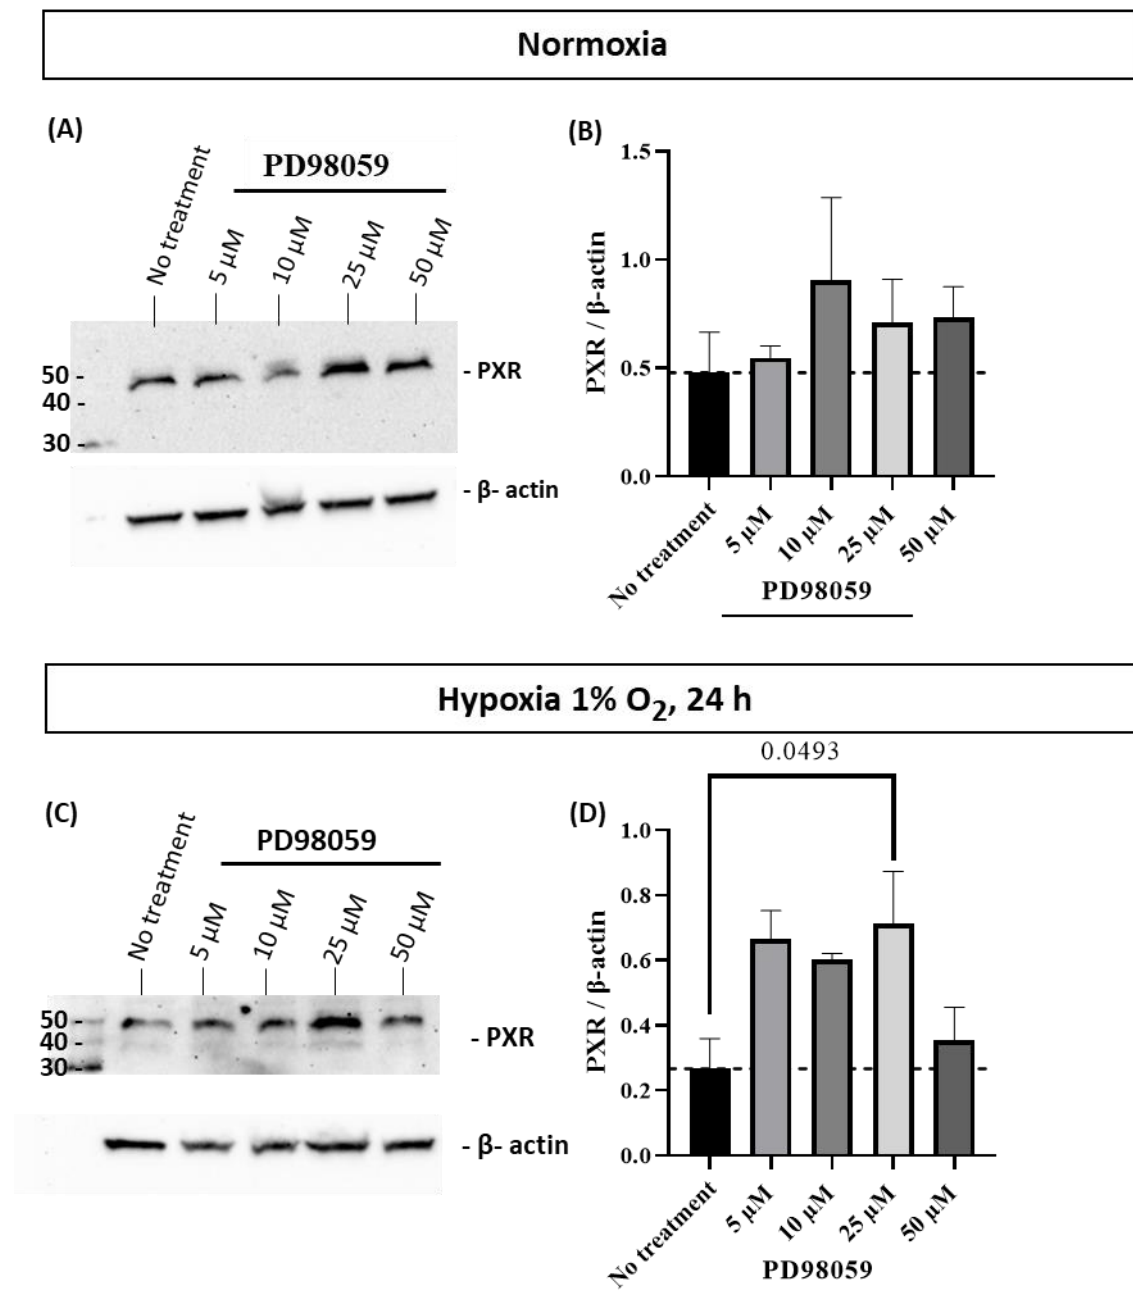 Normoxia
(A)
PD98059
No treatment
5 µM
10 µM
25 µM
50 µM
50 -
40 -
30 -
- PXR
- β- actin
(B)
PXR / β-actin
1.5
1.0
0.5
0.0
No treatment
5 µM
10 µM
25 µM
50 µM
PD98059
Hypoxia 1% O₂, 24 h
(C)
PD98059
No treatment
5 µM
10 µM
25 µM
50 µM
50 -
40 -
30 -
- PXR
- β- actin
(D)
0.0493
PXR / β-actin
1.0
0.8
0.6
0.4
0.2
0.0
No treatment
5 µM
10 µM
25 µM
50 µM
PD98059